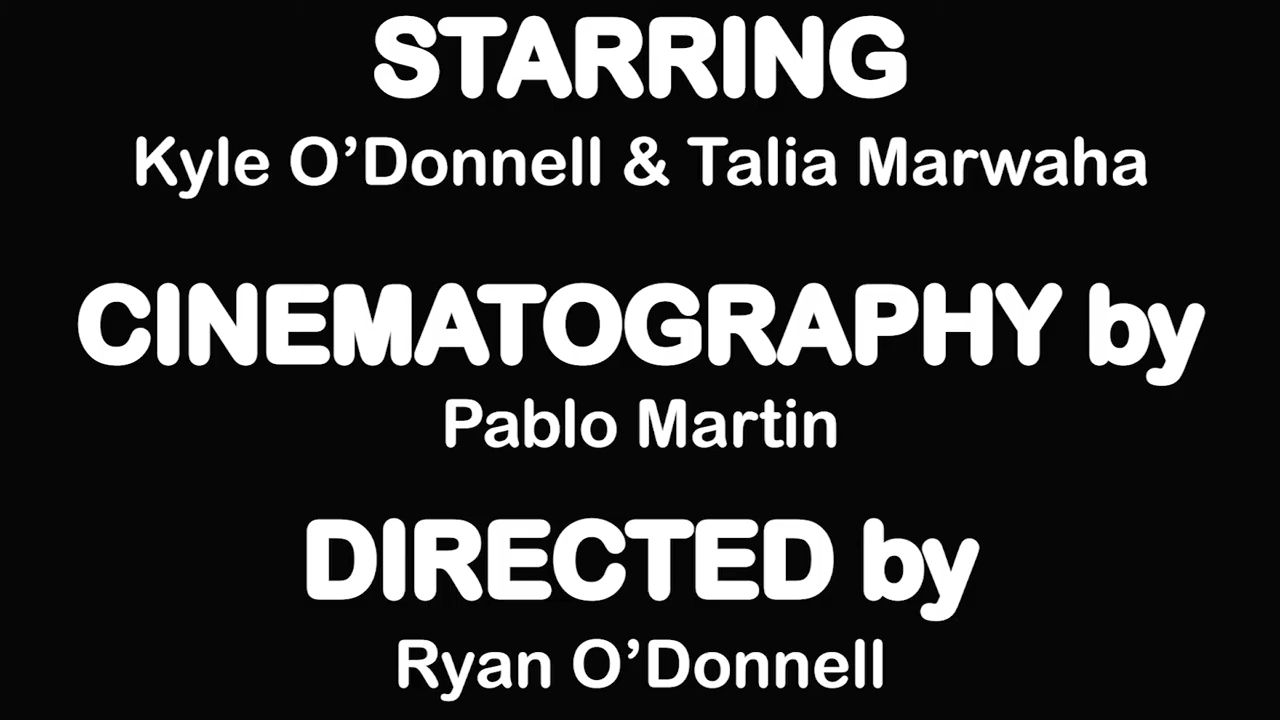 STARRING
Kyle O’Donnell & Talia Marwaha
CINEMATOGRAPHY by
Pablo Martin
DIRECTED by
Ryan O’Donnell